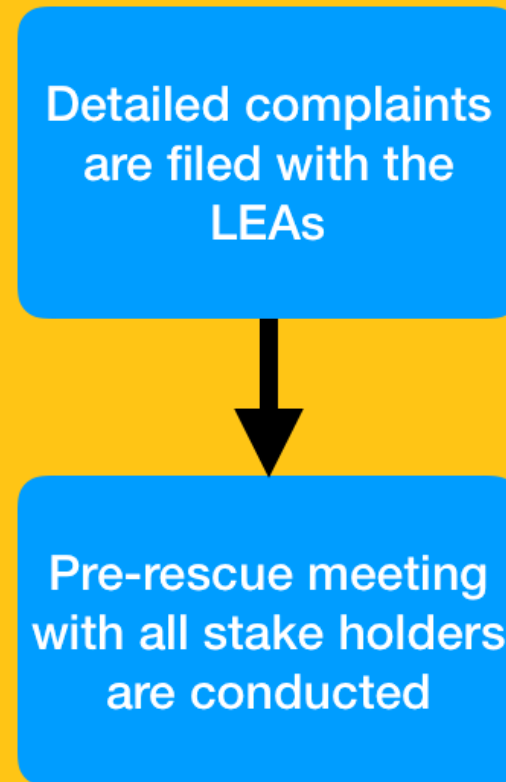 Detailed complaints
are filed with the
LEAs
Pre-rescue meeting
with all stake holders
are conducted